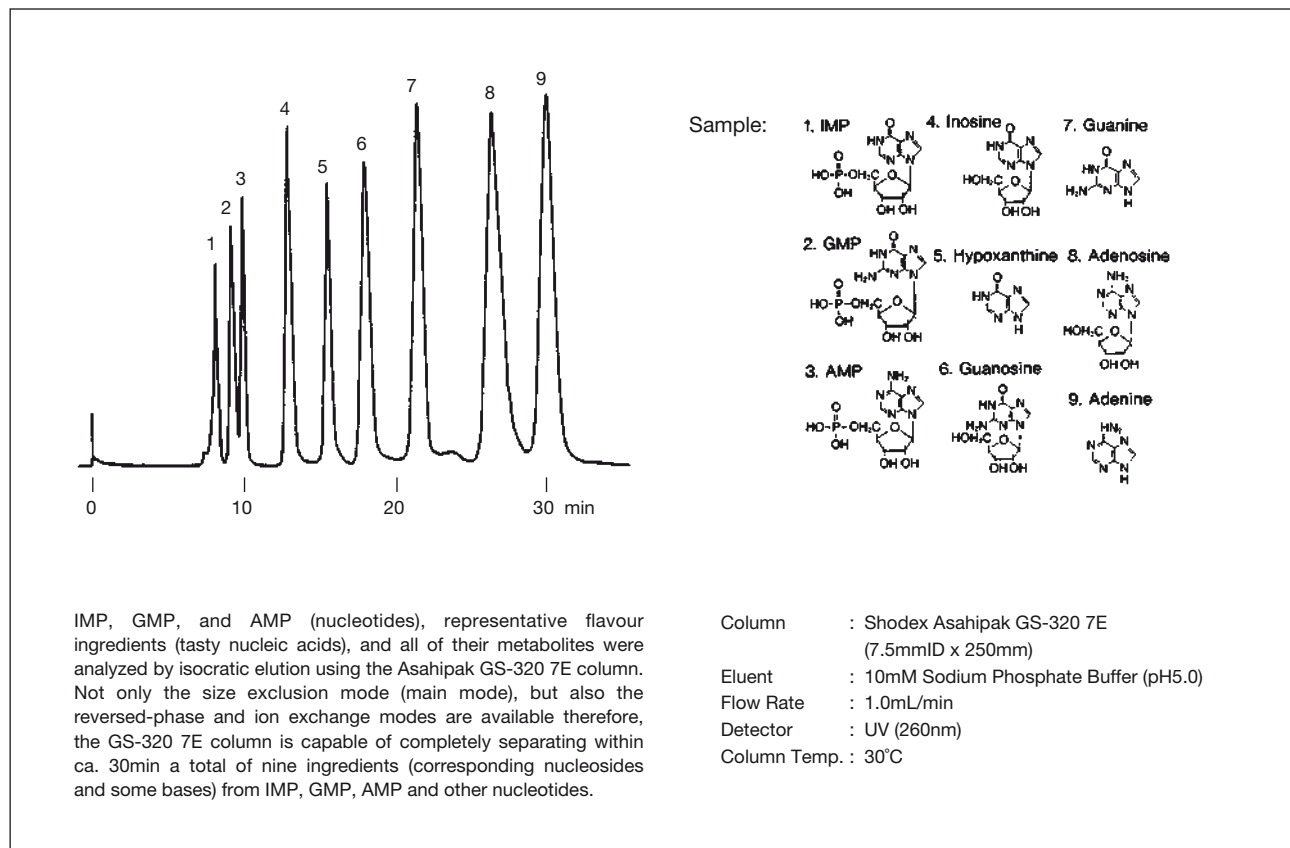 1
2
3
4
5
6
7
8
9
0
10
20
30 min
Sample:
1. IMP
4. Inosine
7. Guanine
2. GMP
5. Hypoxanthine
8. Adenosine
3. AMP
6. Guanosine
9. Adenine
IMP, GMP, and AMP (nucleotides), representative flavour
ingredients (tasty nucleic acids), and all of their metabolites were
analyzed by isocratic elution using the Asahipak GS-320 7E column.
Not only the size exclusion mode (main mode), but also the
reversed-phase and ion exchange modes are available therefore,
the GS-320 7E column is capable of completely separating within
ca. 30min a total of nine ingredients (corresponding nucleosides
and some bases) from IMP, GMP, AMP and other nucleotides.
Column : Shodex Asahipak GS-320 7E
(7.5mmID x 250mm)
Eluent : 10mM Sodium Phosphate Buffer (pH5.0)
Flow Rate : 1.0mL/min
Detector : UV (260nm)
Column Temp. : 30°C